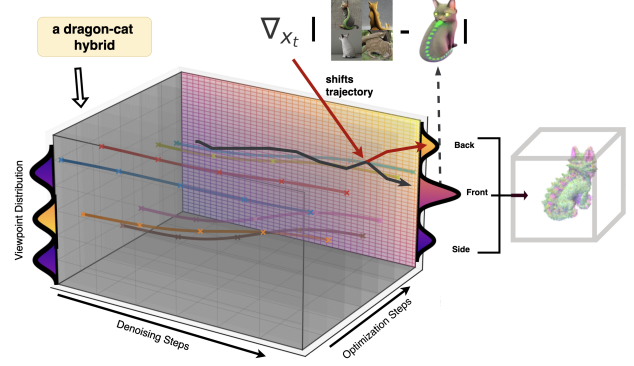 a dragon-cat
hybrid
∇xₜ | - |
shifts
trajectory
Back
Front
Side
Viewpoint Distribution
Denoising Steps
Optimization Steps